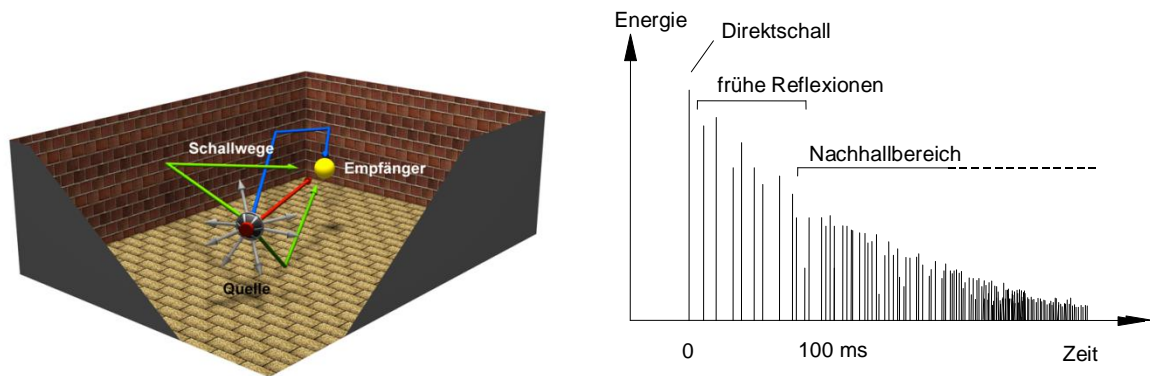 Schallwege
Empfänger
Quelle
Energie
Direktschall
frühe Reflexionen
Nachhallbereich
0
100 ms
Zeit